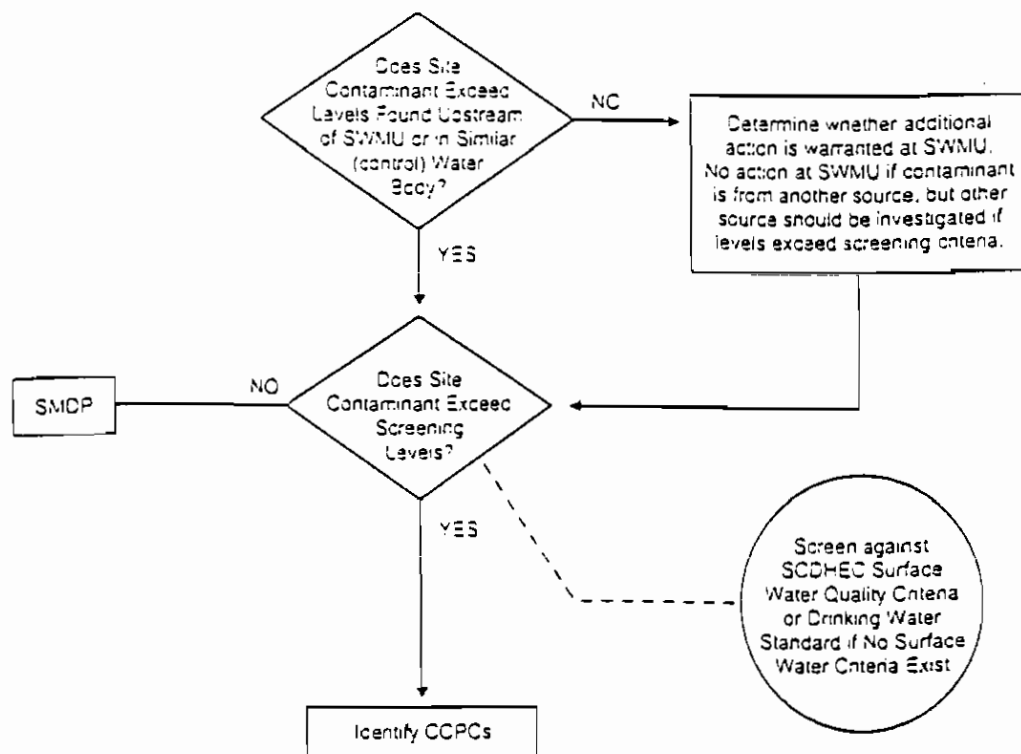 Does Site
Contaminant Exceed
Levels Found Upstream
of SWMU or in Similar
(control) Water
Body?
NO
Determine whether additional
action is warranted at SWMU.
No action at SWMU if contaminant
is from another source, but other
source should be investigated if
levels exceed screening criteria.
YES
SMDP
NO
Does Site
Contaminant Exceed
Screening
Levels?
YES
Screen against
SCDHEC Surface
Water Quality Criteria
or Drinking Water
Standard if No Surface
Water Criteria Exist
Identify COPCs